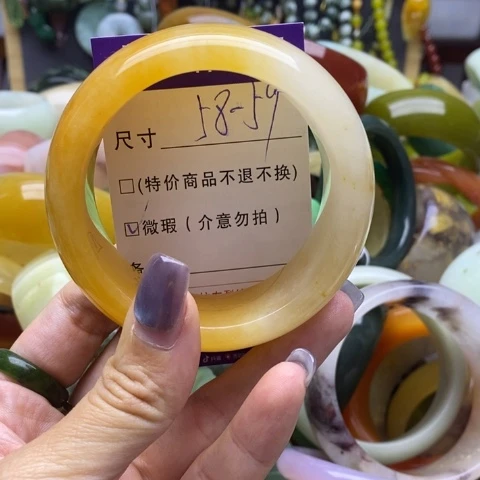 尺寸 58-59
□(特价商品不退不换)
☑微瑕(介意勿拍)